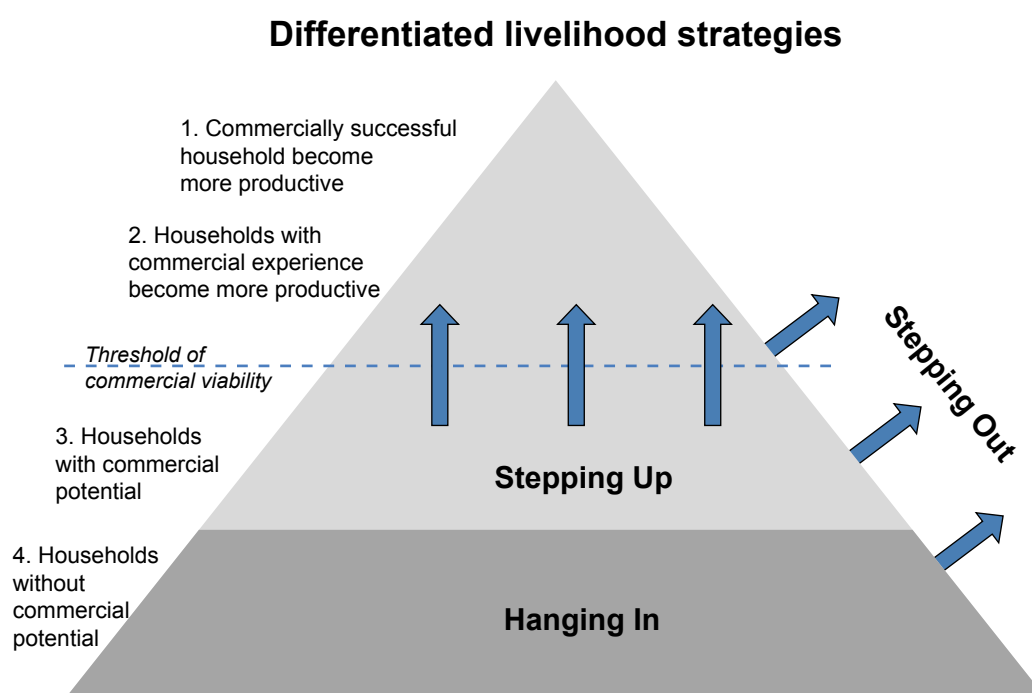 Differentiated livelihood strategies
1. Commercially successful
household become
more productive
2. Households with
commercial experience
become more productive
Threshold of
commercial viability
3. Households
with commercial
potential
4. Households
without
commercial
potential
Stepping Up
Hanging In
Stepping Out